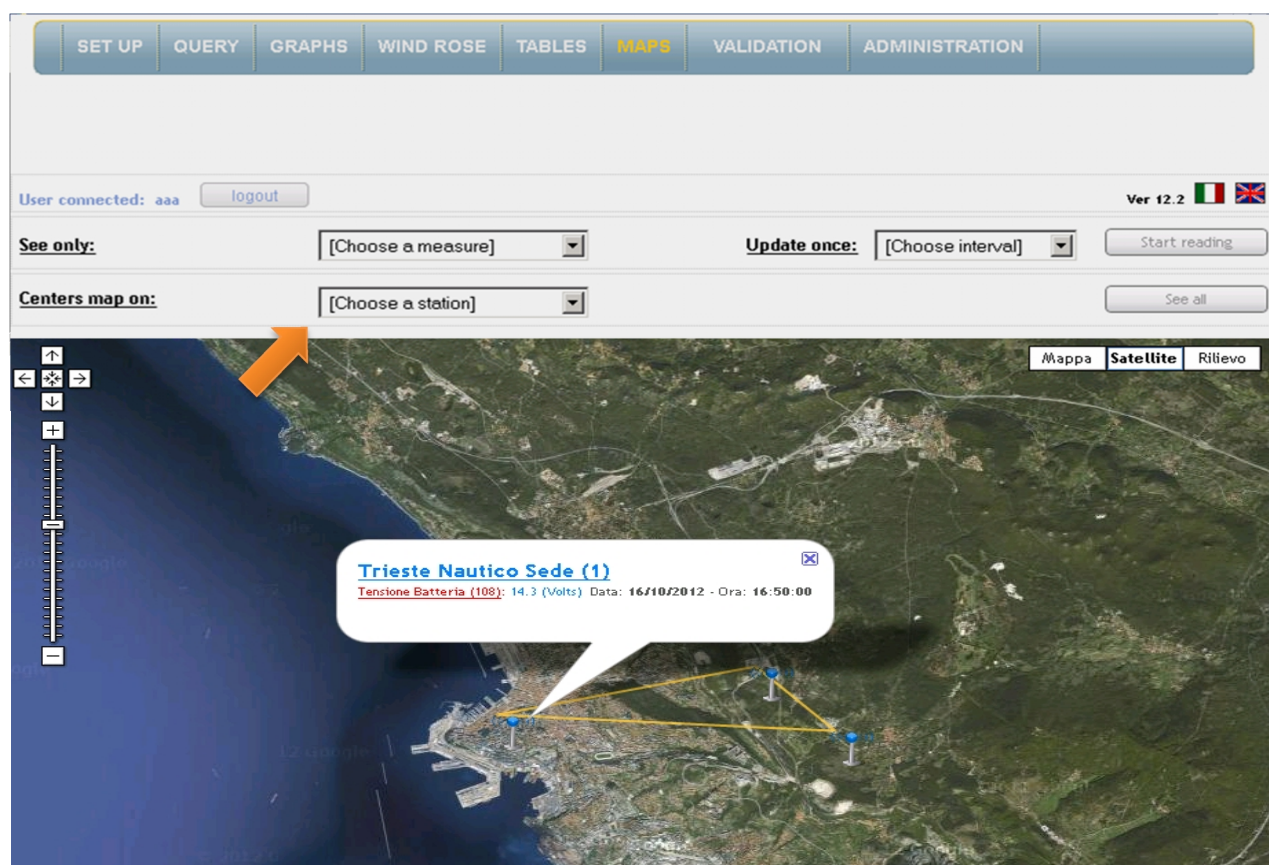 SET UP QUERY GRAPHS WIND ROSE TABLES MAPS VALIDATION ADMINISTRATION
User connected: aaa logout Ver 12.2
See only: [Choose a measure] Update once: [Choose interval] Start reading
Centers map on: [Choose a station] See all
Mappa Satellite Rilievo
Trieste Nautico Sede (1)
Tensione Batteria (108): 14.3 (Volts) Data: 16/10/2012 - Ora: 16:50:00